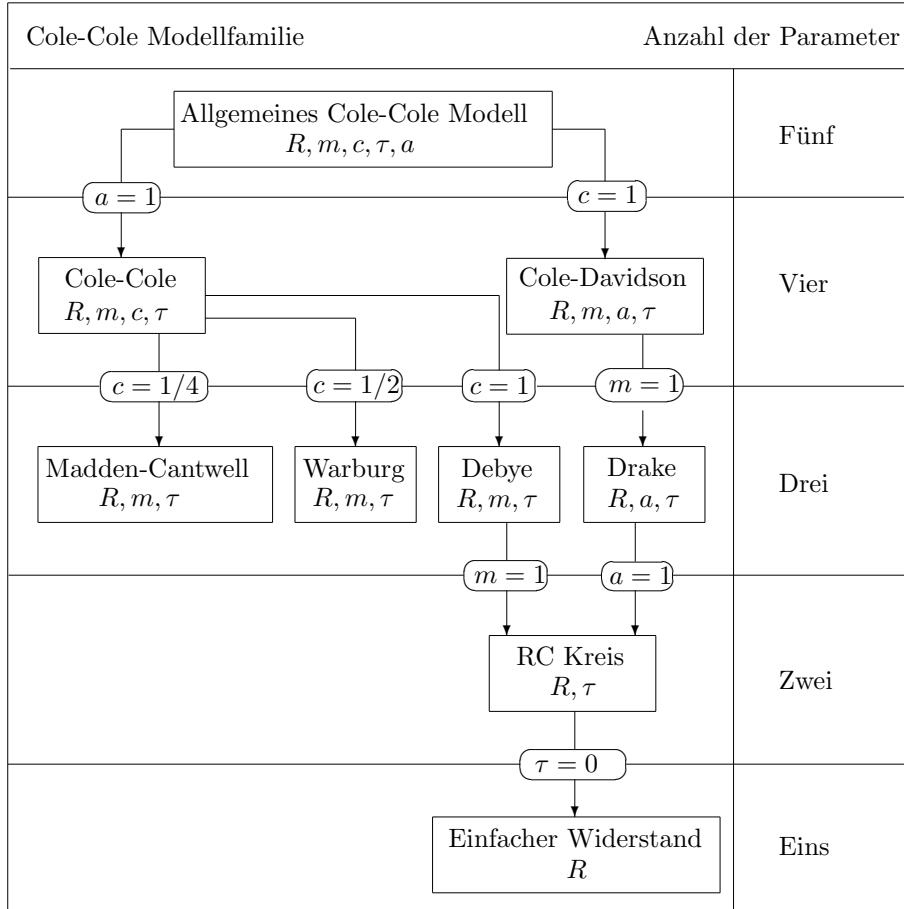 Cole-Cole Modellfamilie
Anzahl der Parameter
Allgemeines Cole-Cole Modell
R, m, c, τ, a
Fünf
a = 1
c = 1
Cole-Cole
R, m, c, τ
Cole-Davidson
R, m, a, τ
Vier
c = 1/4
c = 1/2
c = 1
m = 1
Madden-Cantwell
R, m, τ
Warburg
R, m, τ
Debye
R, m, τ
Drake
R, a, τ
Drei
m = 1
a = 1
RC Kreis
R, τ
Zwei
τ = 0
Einfacher Widerstand
R
Eins